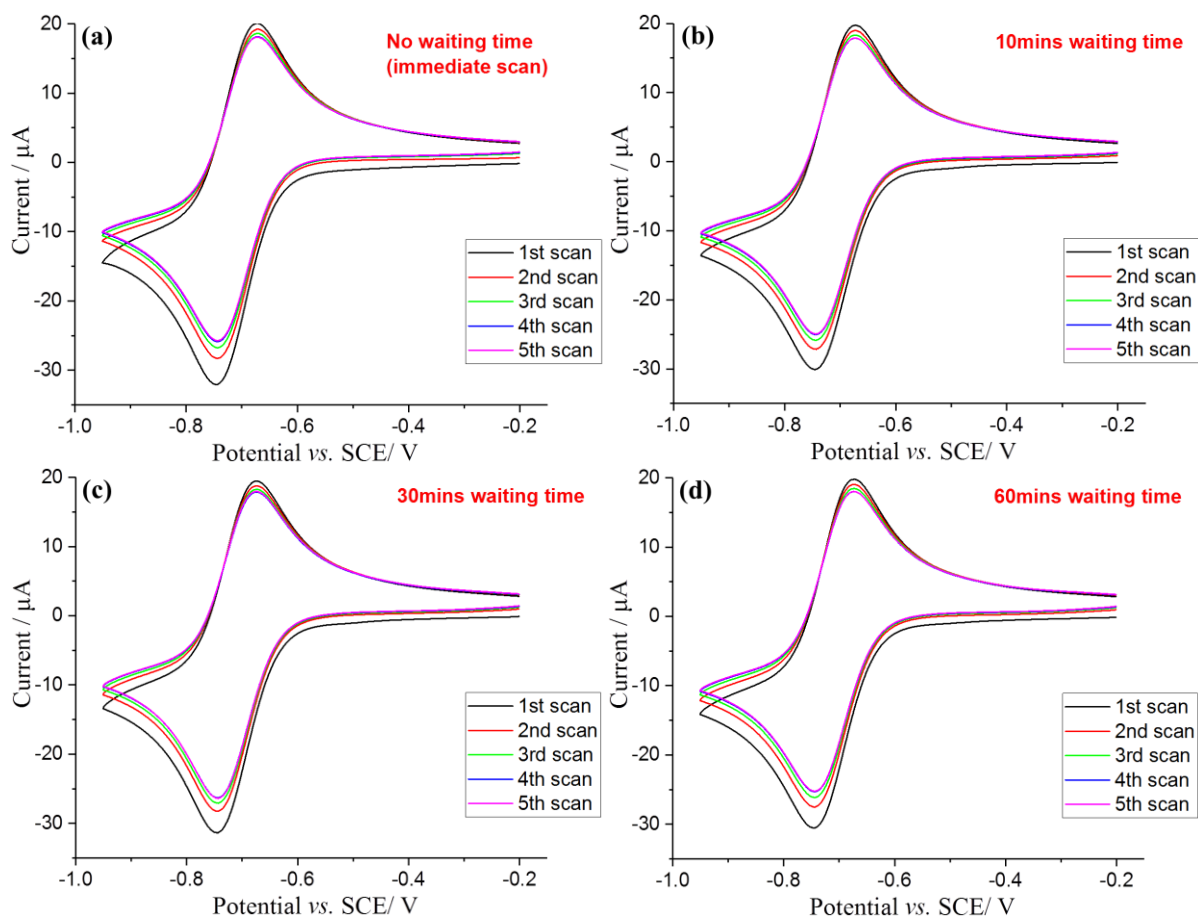 (a)
No waiting time
(immediate scan)
20
10
0
-10
-20
-30
Current / µA
1st scan
2nd scan
3rd scan
4th scan
5th scan
-1.0
-0.8
-0.6
-0.4
-0.2
Potential vs. SCE/ V
(b)
10mins waiting time
20
10
0
-10
-20
-30
Current / µA
1st scan
2nd scan
3rd scan
4th scan
5th scan
-1.0
-0.8
-0.6
-0.4
-0.2
Potential vs. SCE/ V
(c)
30mins waiting time
20
10
0
-10
-20
-30
Current / µA
1st scan
2nd scan
3rd scan
4th scan
5th scan
-1.0
-0.8
-0.6
-0.4
-0.2
Potential vs. SCE/ V
(d)
60mins waiting time
20
10
0
-10
-20
-30
Current / µA
1st scan
2nd scan
3rd scan
4th scan
5th scan
-1.0
-0.8
-0.6
-0.4
-0.2
Potential vs. SCE/ V